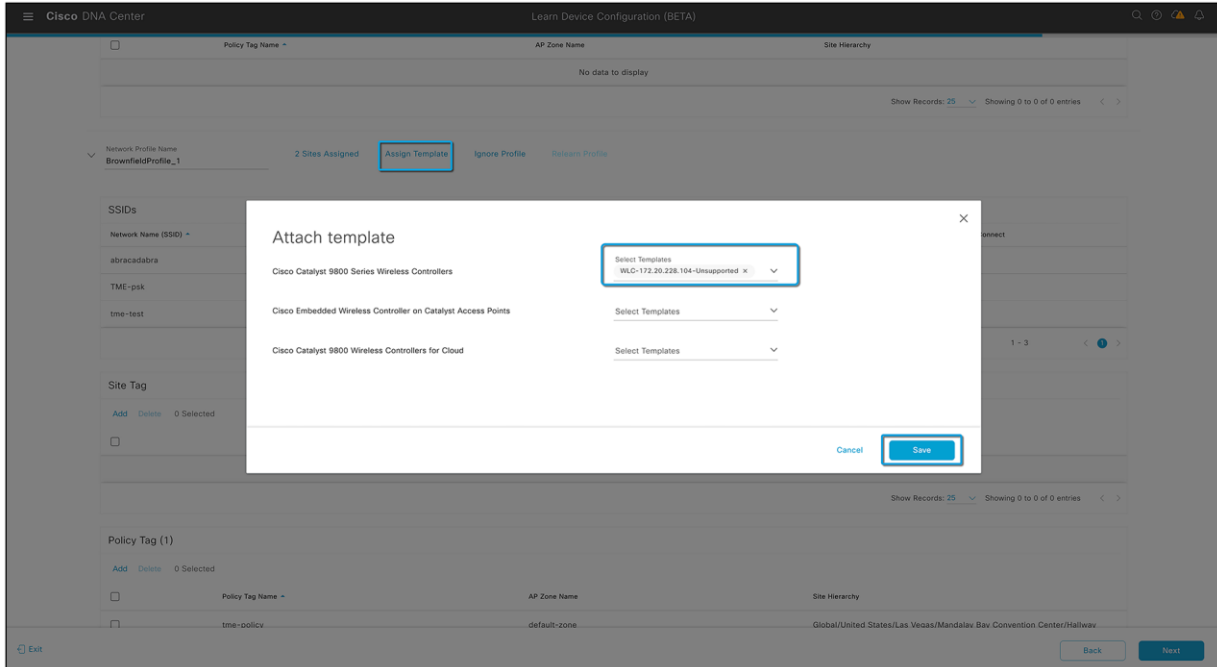 Cisco DNA Center
Learn Device Configuration (BETA)
Policy Tag Name
AP Zone Name
Site Hierarchy
No data to display
Show Records: 25 Showing 0 to 0 of 0 entries
Network Profile Name
BrownfieldProfile_1
2 Sites Assigned
Assign Template
Ignore Profile
Relearn Profile
SSIDs
Network Name (SSID)
onnect
abracadabra
TME-psk
tme-test
1 - 3
1
Attach template
Cisco Catalyst 9800 Series Wireless Controllers
Select Templates
WLC-172.20.228.104-Unsupported ×
Cisco Embedded Wireless Controller on Catalyst Access Points
Select Templates
Cisco Catalyst 9800 Wireless Controllers for Cloud
Select Templates
Cancel
Save
Site Tag
Add Delete 0 Selected
Show Records: 25 Showing 0 to 0 of 0 entries
Policy Tag (1)
Add Delete 0 Selected
Policy Tag Name
AP Zone Name
Site Hierarchy
tme-policy
default-zone
Global/United States/Las Vegas/Mandalay Bay Convention Center/Hallway
Exit
Back
Next